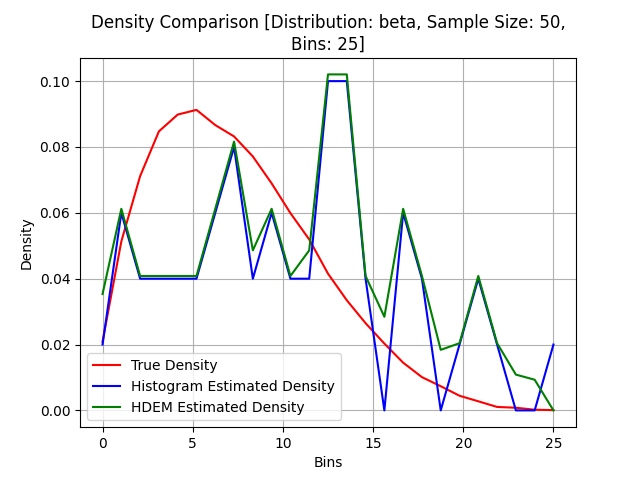 Density Comparison [Distribution: beta, Sample Size: 50,
Bins: 25]
Density
0.10
0.08
0.06
0.04
0.02
0.00
True Density
Histogram Estimated Density
HDEM Estimated Density
0 5 10 15 20 25
Bins